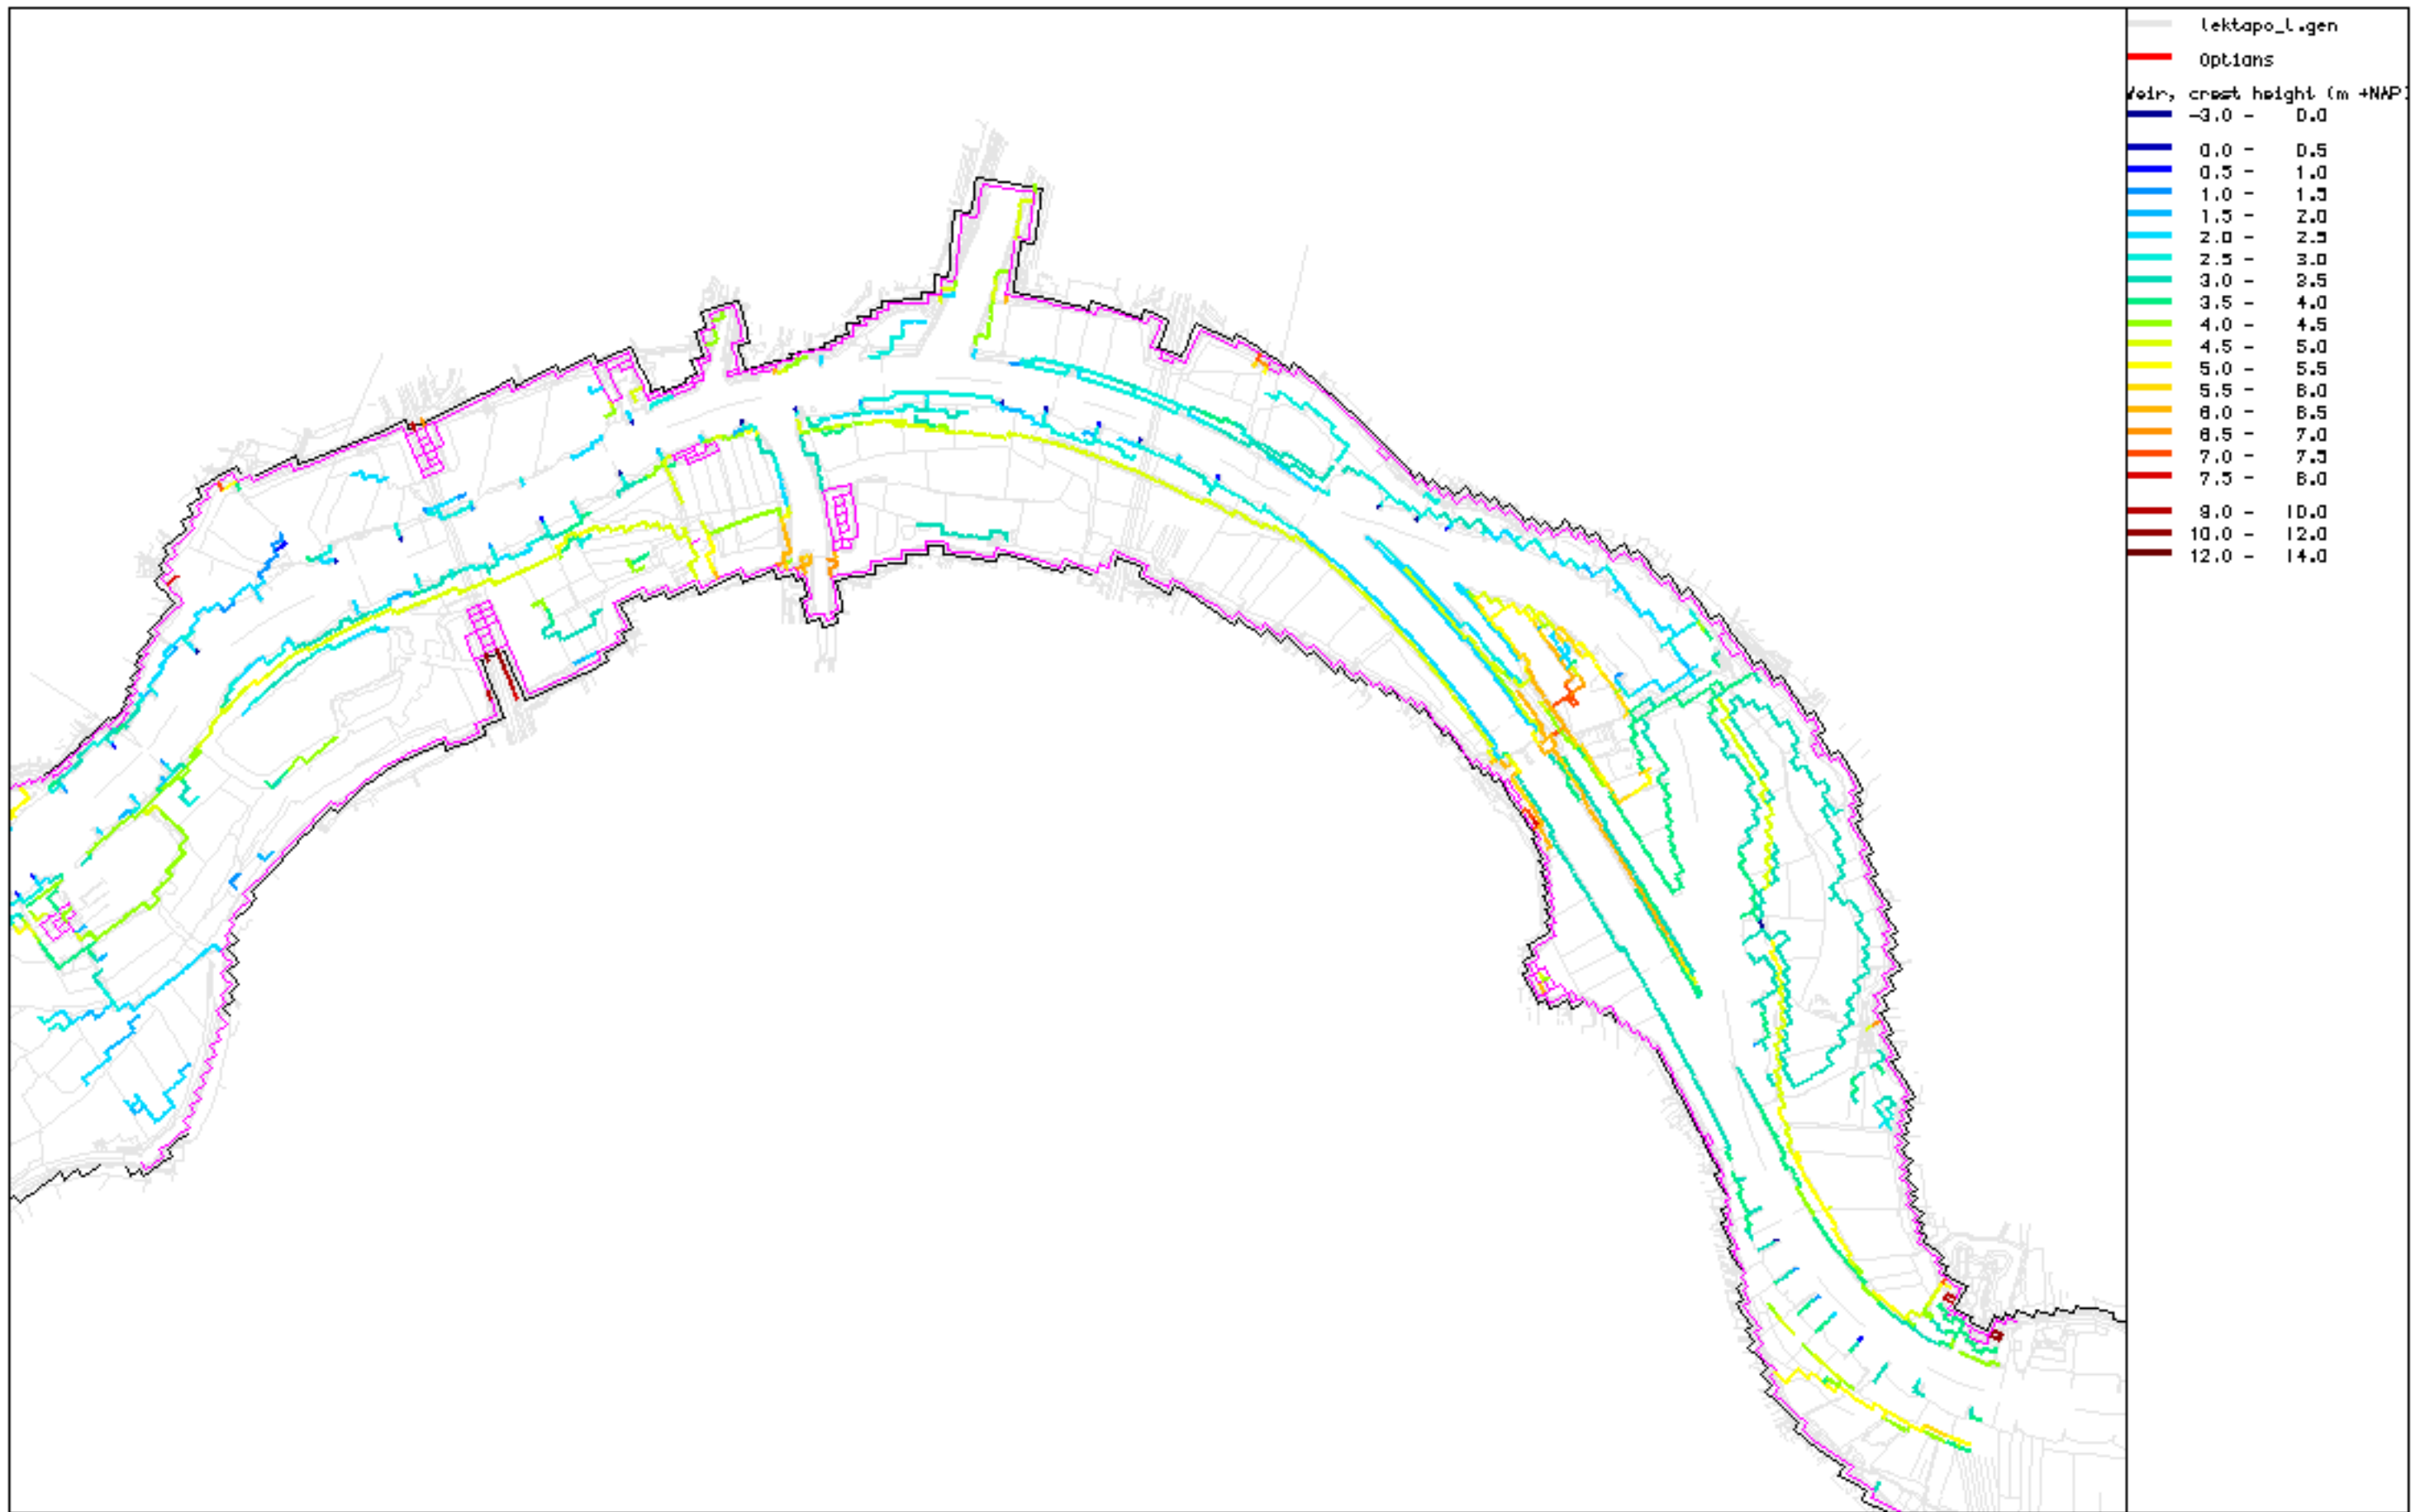 lektopo_l.gen
Options
Weir, crest height (m +NAP)
-3.0 - 0.0
0.0 - 0.5
0.5 - 1.0
1.0 - 1.5
1.5 - 2.0
2.0 - 2.5
2.5 - 3.0
3.0 - 3.5
3.5 - 4.0
4.0 - 4.5
4.5 - 5.0
5.0 - 5.5
5.5 - 6.0
6.0 - 6.5
6.5 - 7.0
7.0 - 7.5
7.5 - 8.0
9.0 - 10.0
10.0 - 12.0
12.0 - 14.0